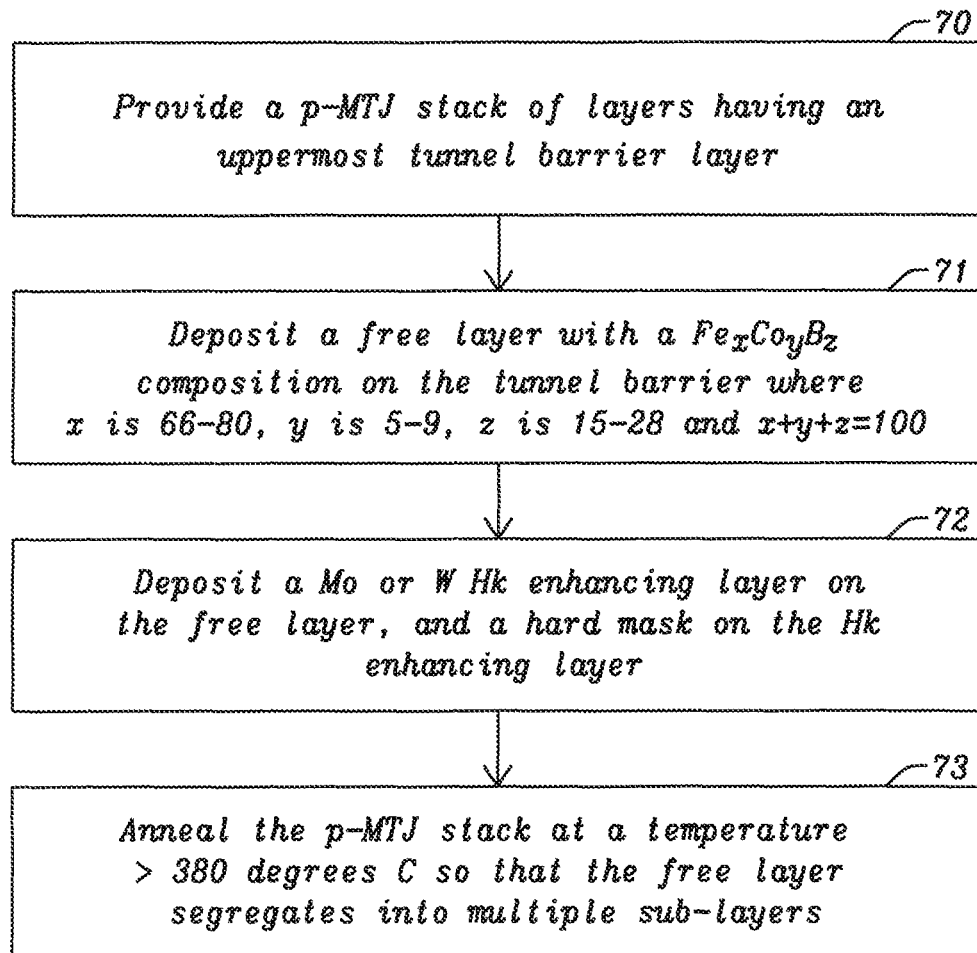 70
Provide a p-MTJ stack of layers having an
uppermost tunnel barrier layer
71
Deposit a free layer with a FexCoyBz
composition on the tunnel barrier where
x is 66-80, y is 5-9, z is 15-28 and x+y+z=100
72
Deposit a Mo or W Hk enhancing layer on
the free layer, and a hard mask on the Hk
enhancing layer
73
Anneal the p-MTJ stack at a temperature
> 380 degrees C so that the free layer
segregates into multiple sub-layers